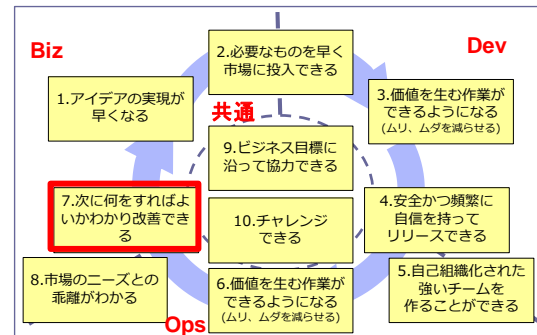 Biz
Dev
2.必要なものを早く
市場に投入できる
1.アイデアの実現が
早くなる
3.価値を生む作業が
できるようになる
(ムリ、ムダを減らせる)
共通
9.ビジネス目標に
沿って協力できる
7.次に何をすればよ
いかわかり改善でき
る
10.チャレンジ
できる
4.安全かつ頻繁に
自信を持って
リリースできる
8.市場のニーズとの
乖離がわかる
6.価値を生む作業が
できるようになる
(ムリ、ムダを減らせる)
5.自己組織化された
強いチームを
作ることができる
Ops